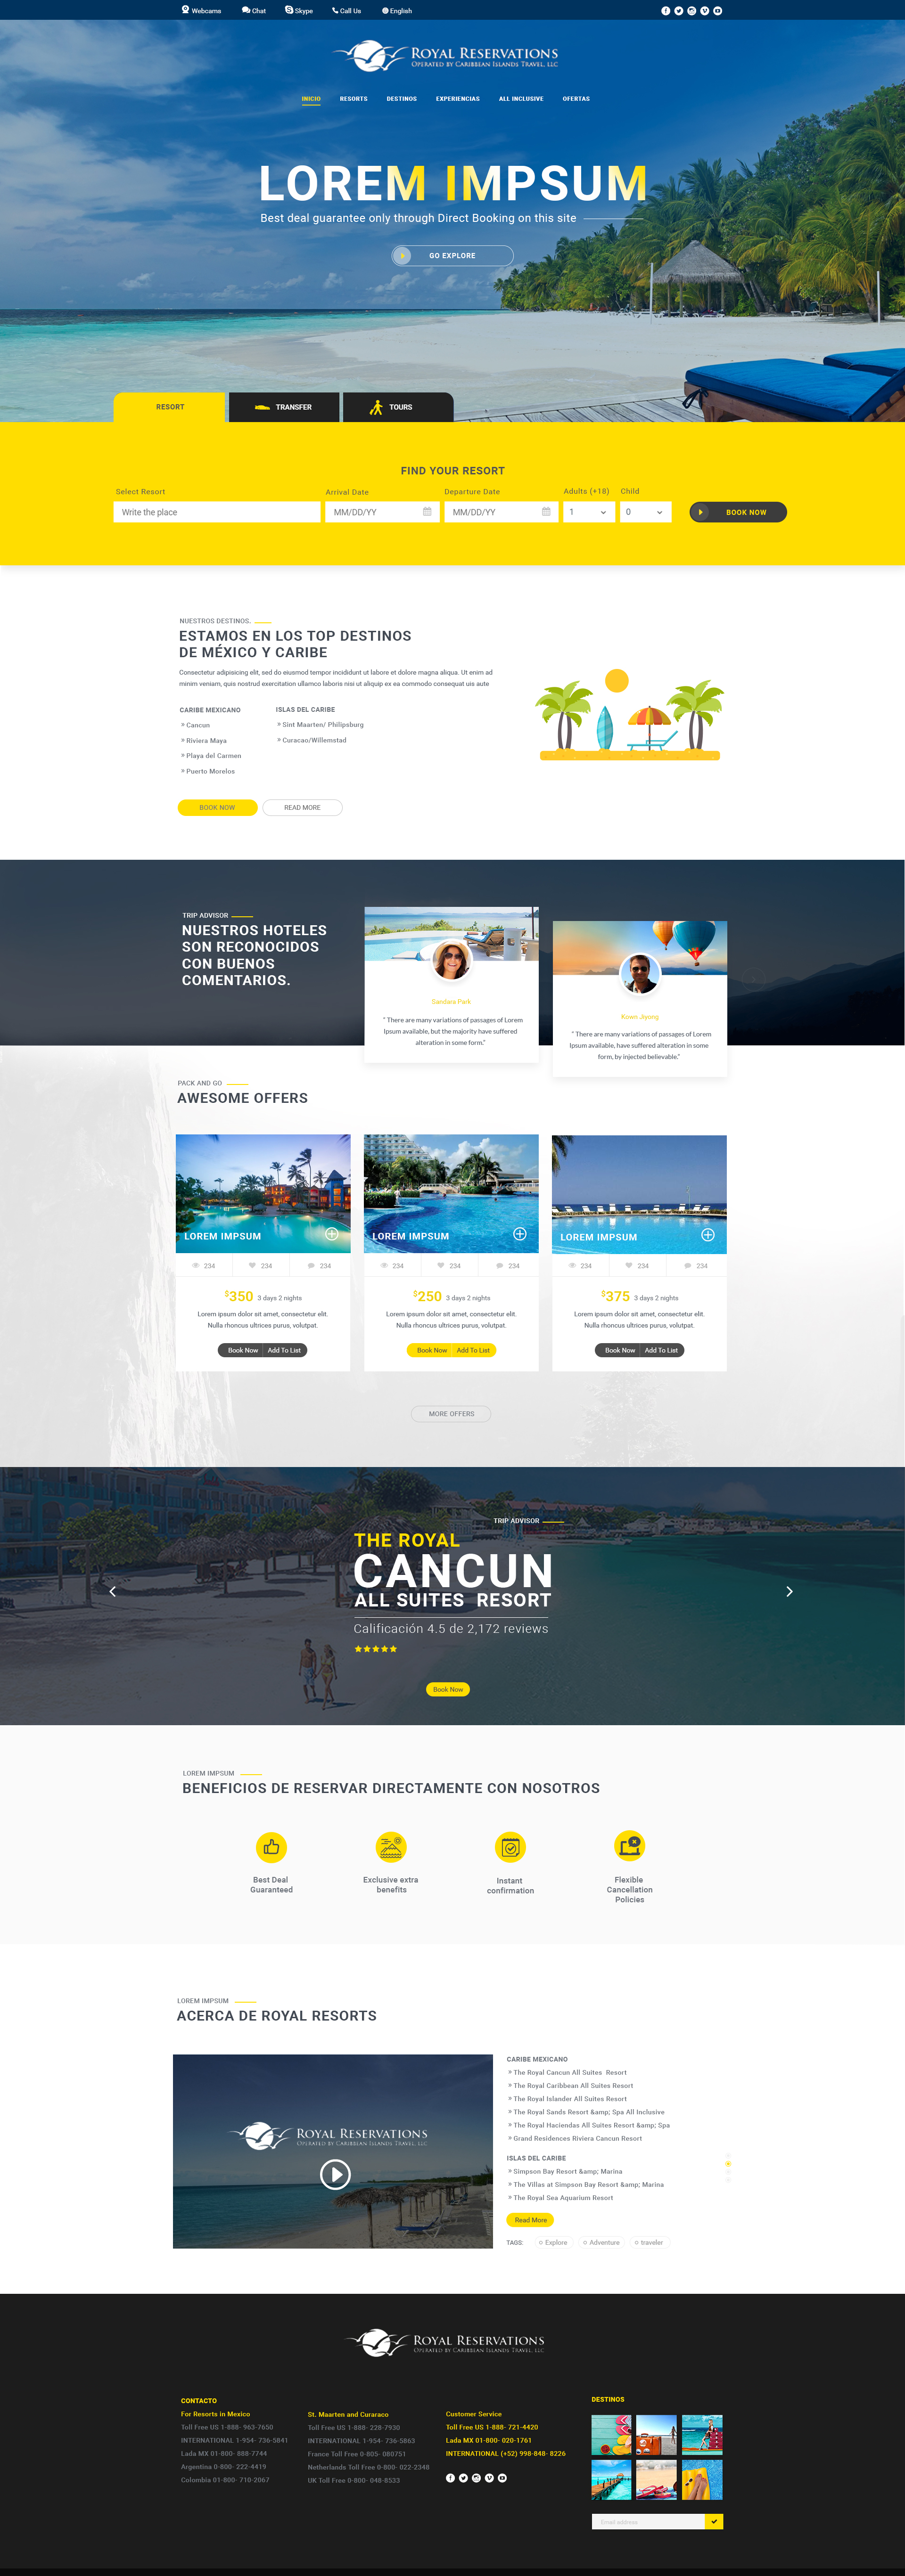 Webcams Chat Skype Call Us English
ROYAL RESERVATIONS
OPERATED BY CARIBBEAN ISLANDS TRAVEL, LLC
INICIO RESORTS DESTINOS EXPERIENCIAS ALL INCLUSIVE OFERTAS
LOREM IMPSUM
Best deal guarantee only through Direct Booking on this site
GO EXPLORE
RESORT TRANSFER TOURS
FIND YOUR RESORT
Select Resort Arrival Date Departure Date Adults (+18) Child
Write the place MM/DD/YY MM/DD/YY 1 0 BOOK NOW
NUESTROS DESTINOS.
ESTAMOS EN LOS TOP DESTINOS
DE MÉXICO Y CARIBE
Consectetur adipisicing elit, sed do eiusmod tempor incididunt ut labore et dolore magna aliqua. Ut enim ad
minim veniam, quis nostrud exercitation ullamco laboris nisi ut aliquip ex ea commodo consequat uis aute
CARIBE MEXICANO
» Cancun
» Riviera Maya
» Playa del Carmen
» Puerto Morelos
ISLAS DEL CARIBE
» Sint Maarten/ Philipsburg
» Curacao/Willemstad
BOOK NOW READ MORE
TRIP ADVISOR
NUESTROS HOTELES
SON RECONOCIDOS
CON BUENOS
COMENTARIOS.
Sandara Park
“ There are many variations of passages of Lorem
Ipsum available, but the majority have suffered
alteration in some form.”
Kown Jiyong
“ There are many variations of passages of Lorem
Ipsum available, have suffered alteration in some
form, by injected believable.”
PACK AND GO
AWESOME OFFERS
LOREM IMPSUM
234 234 234
$350 3 days 2 nights
Lorem ipsum dolor sit amet, consectetur elit.
Nulla rhoncus ultrices purus, volutpat.
Book Now Add To List
LOREM IMPSUM
234 234 234
$250 3 days 2 nights
Lorem ipsum dolor sit amet, consectetur elit.
Nulla rhoncus ultrices purus, volutpat.
Book Now Add To List
LOREM IMPSUM
234 234 234
$375 3 days 2 nights
Lorem ipsum dolor sit amet, consectetur elit.
Nulla rhoncus ultrices purus, volutpat.
Book Now Add To List
MORE OFFERS
TRIP ADVISOR
THE ROYAL
CANCUN
ALL SUITES RESORT
Calificación 4.5 de 2,172 reviews
Book Now
LOREM IMPSUM
BENEFICIOS DE RESERVAR DIRECTAMENTE CON NOSOTROS
Best Deal
Guaranteed
Exclusive extra
benefits
Instant
confirmation
Flexible
Cancellation
Policies
LOREM IMPSUM
ACERCA DE ROYAL RESORTS
ROYAL RESERVATIONS
OPERATED BY CARIBBEAN ISLANDS TRAVEL, LLC
CARIBE MEXICANO
» The Royal Cancun All Suites Resort
» The Royal Caribbean All Suites Resort
» The Royal Islander All Suites Resort
» The Royal Sands Resort &amp; Spa All Inclusive
» The Royal Haciendas All Suites Resort &amp; Spa
» Grand Residences Riviera Cancun Resort
ISLAS DEL CARIBE
» Simpson Bay Resort &amp; Marina
» The Villas at Simpson Bay Resort &amp; Marina
» The Royal Sea Aquarium Resort
Read More
TAGS: Explore Adventure traveler
ROYAL RESERVATIONS
OPERATED BY CARIBBEAN ISLANDS TRAVEL, LLC
CONTACTO
For Resorts in Mexico
Toll Free US 1-888- 963-7650
INTERNATIONAL 1-954- 736-5841
Lada MX 01-800- 888-7744
Argentina 0-800- 222-4419
Colombia 01-800- 710-2067
St. Maarten and Curaraco
Toll Free US 1-888- 228-7930
INTERNATIONAL 1-954- 736-5863
France Toll Free 0-805- 080751
Netherlands Toll Free 0-800- 022-2348
UK Toll Free 0-800- 048-8533
Customer Service
Toll Free US 1-888- 721-4420
Lada MX 01-800- 020-1761
INTERNATIONAL (+52) 998-848- 8226
DESTINOS
Email address